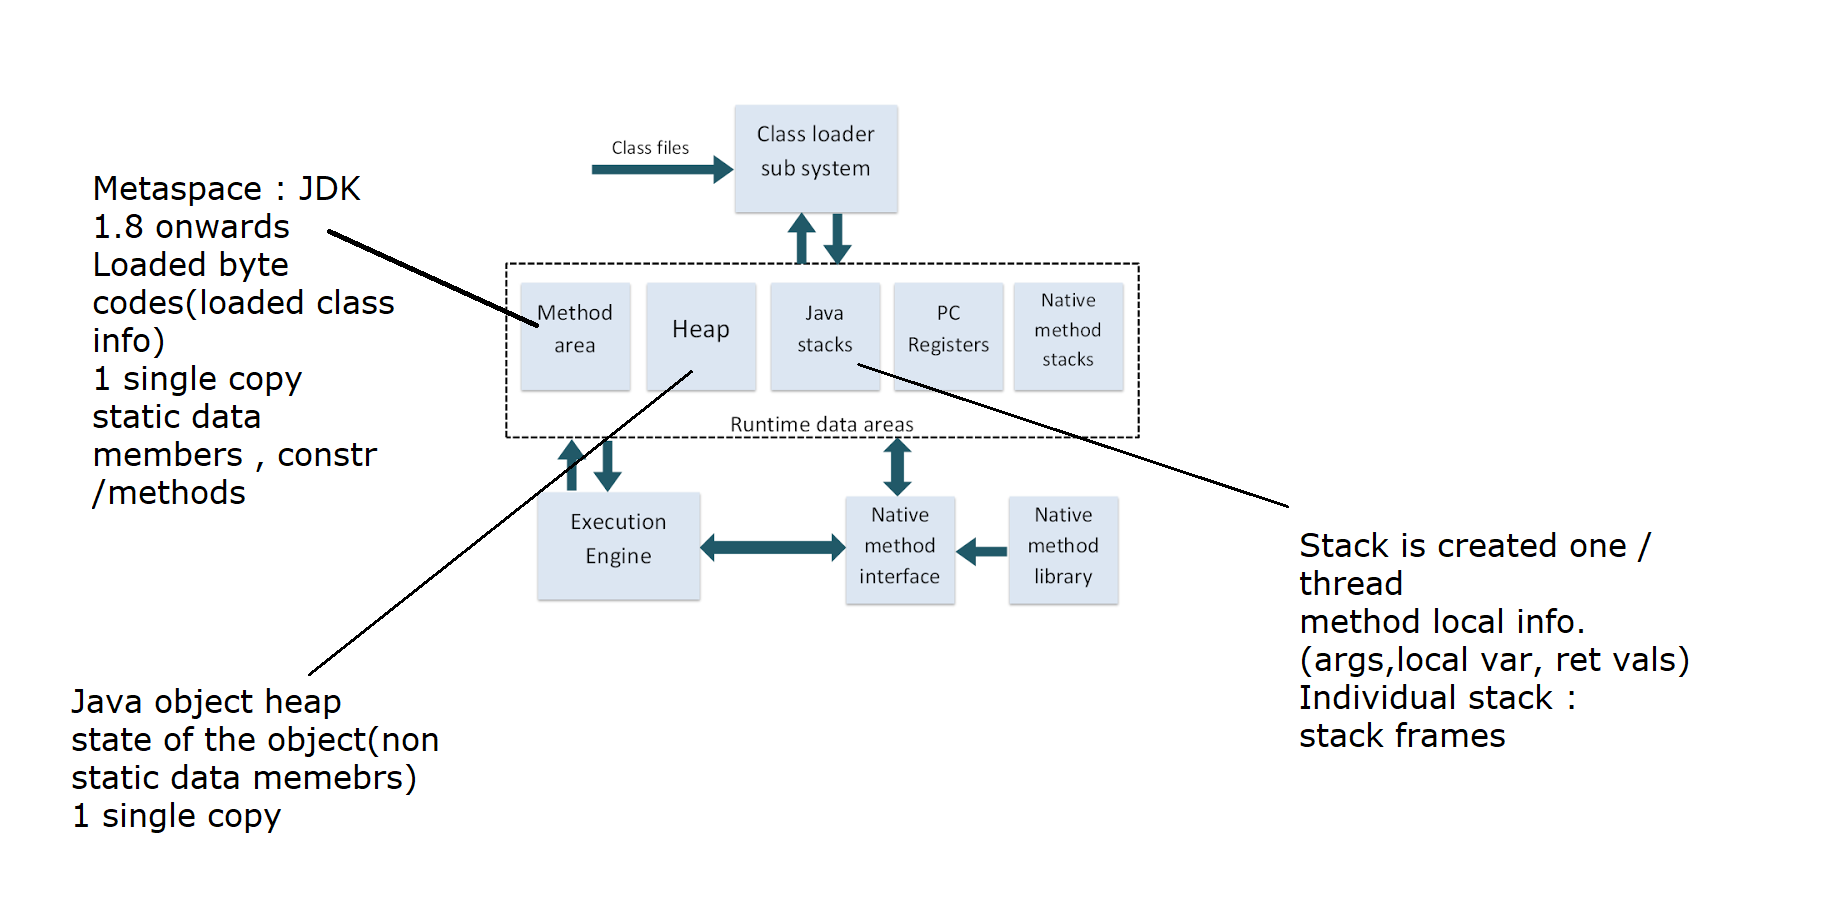 Class files
Class loader
sub system
Metaspace : JDK
1.8 onwards
Loaded byte
codes(loaded class
info)
1 single copy
static data
members , constr
/methods
Method
area
Heap
Java
stacks
PC
Registers
Native
method
stacks
Runtime data areas
Execution
Engine
Native
method
interface
Native
method
library
Stack is created one /
thread
method local info.
(args,local var, ret vals)
Individual stack :
stack frames
Java object heap
state of the object(non
static data memebrs)
1 single copy